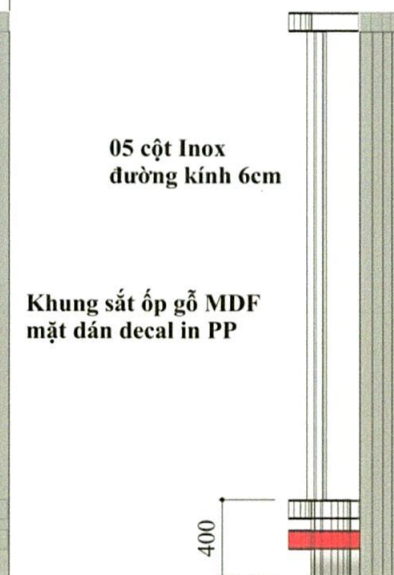 05 cột Inox
đường kính 6cm
Khung sắt ốp gỗ MDF
mặt dán decal in PP
400